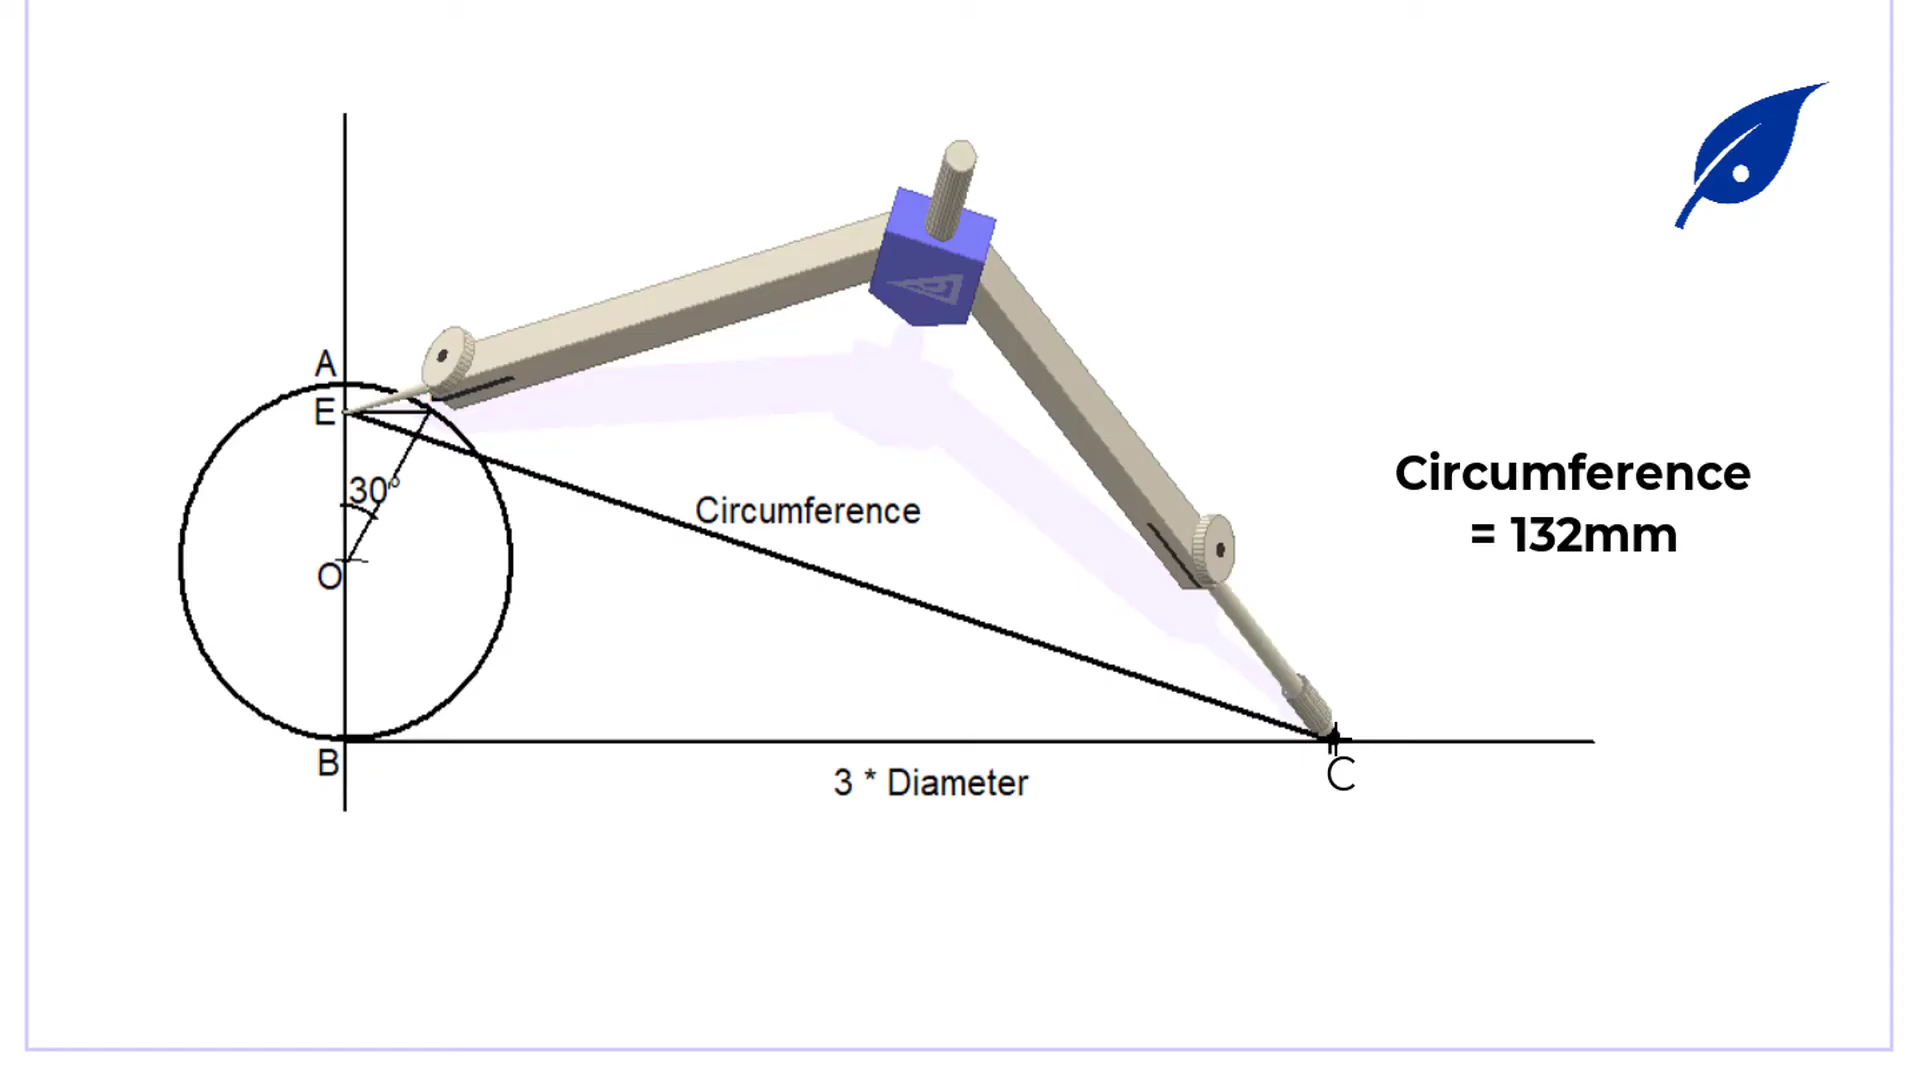 A
E
30°
O
Circumference
Circumference
= 132mm
B
C
3 * Diameter